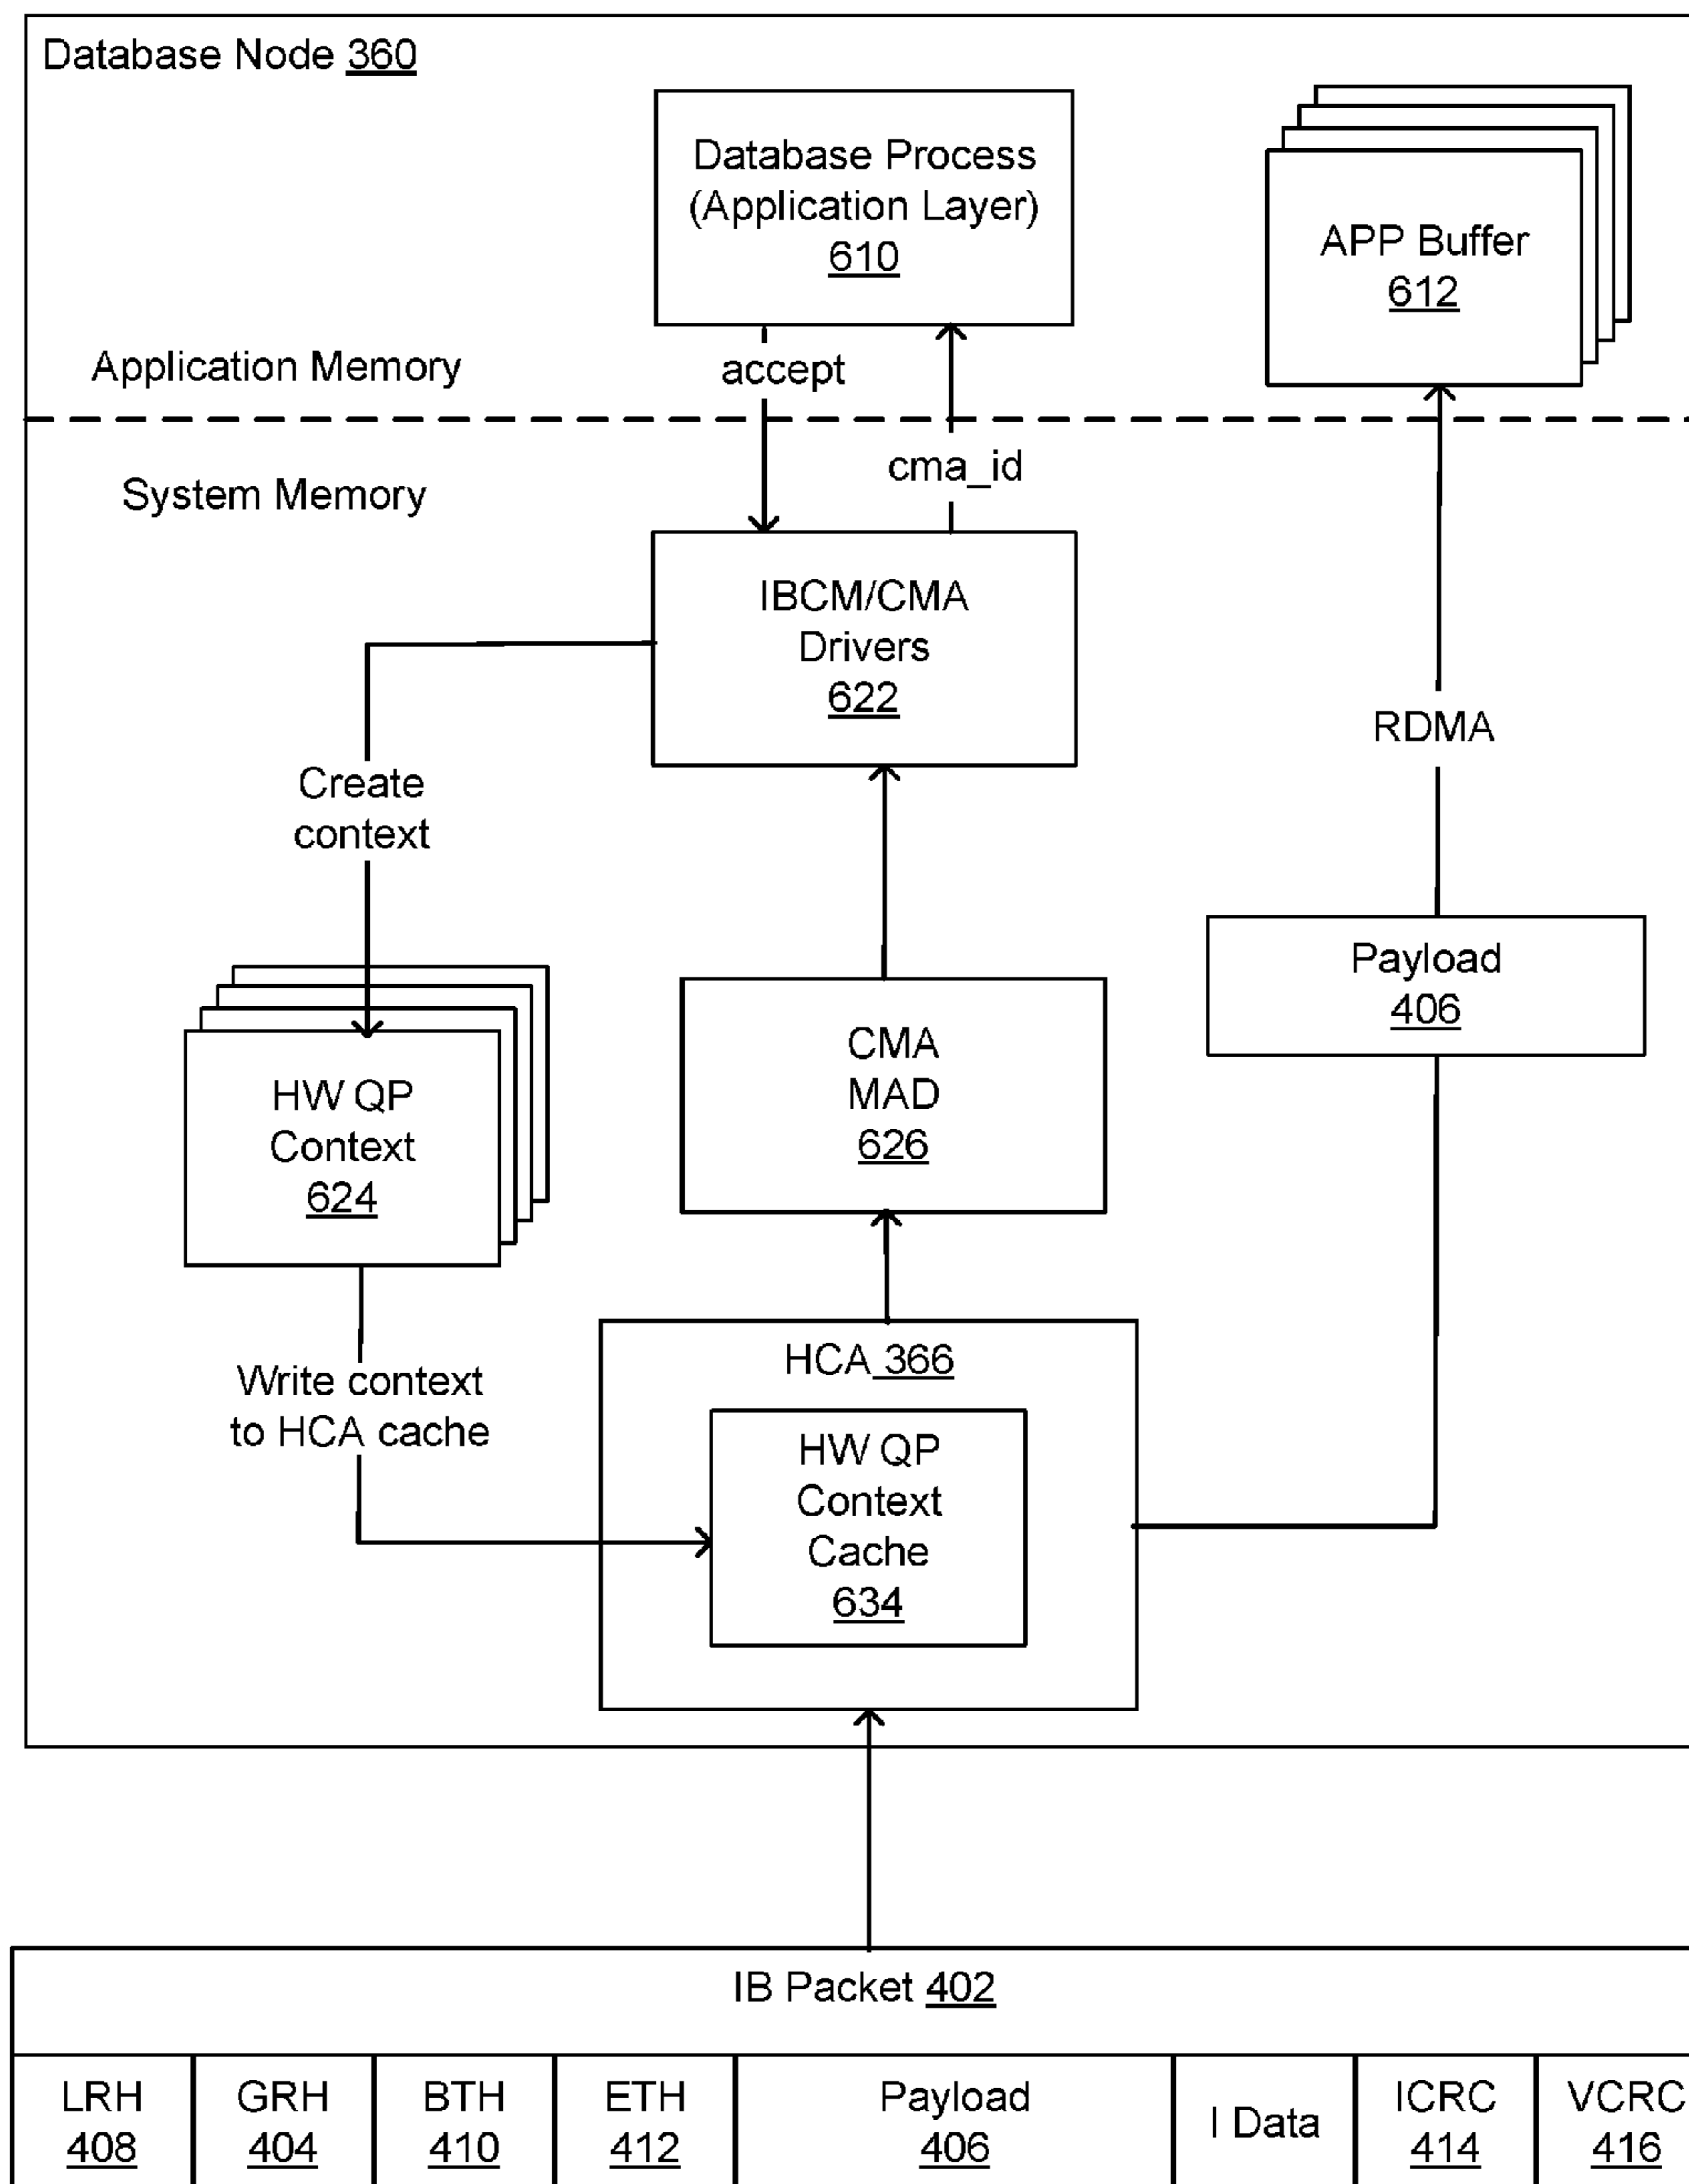 Database Node 360
Database Process
(Application Layer)
610
APP Buffer
612
Application Memory
accept
System Memory
cma_id
IBCM/CMA
Drivers
622
RDMA
Create
context
Payload
406
CMA
MAD
626
HW QP
Context
624
HCA 366
Write context
to HCA cache
HW QP
Context
Cache
634
IB Packet 402
LRH
408
GRH
404
BTH
410
ETH
412
Payload
406
I Data
ICRC
414
VCRC
416